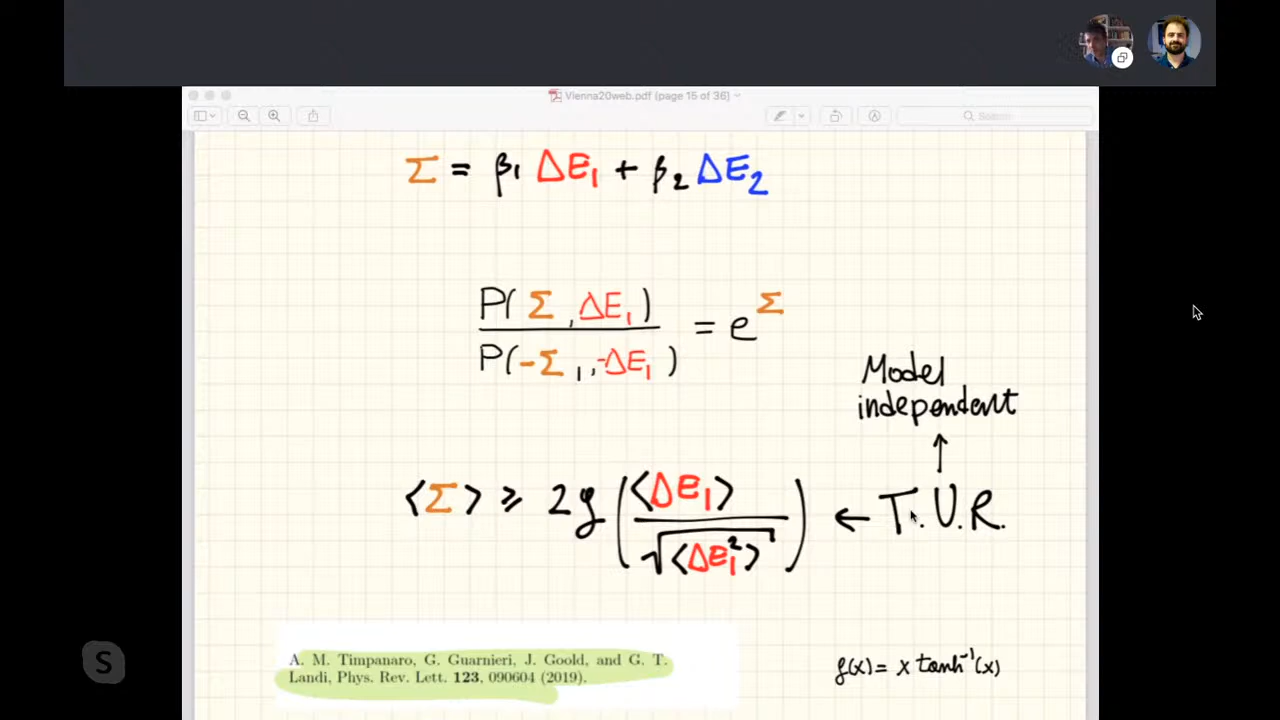 Vienna20web.pdf (page 15 of 36)
Search
Σ = β₁ ΔE₁ + β₂ ΔE₂
P(Σ, ΔE₁) / P(-Σ, -ΔE₁) = e^Σ
Model
independent
⟨Σ⟩ ≥ 2g(⟨ΔE₁⟩ / √⟨ΔE₁²⟩) ← T.U.R.
A. M. Timpanaro, G. Guarnieri, J. Goold, and G. T.
Landi, Phys. Rev. Lett. 123, 090604 (2019).
g(x) = x tanh⁻¹(x)
S